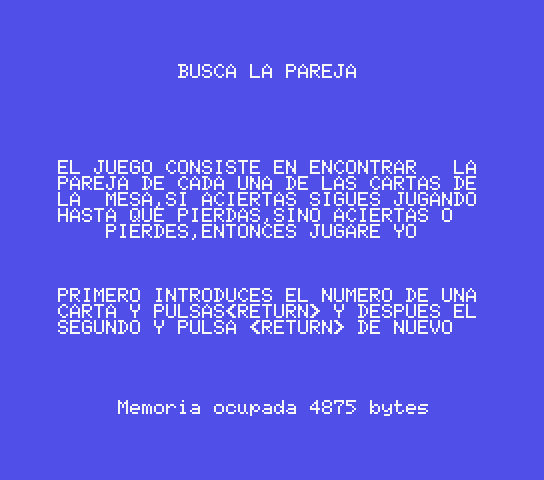 BUSCA LA PAREJA
EL JUEGO CONSISTE EN ENCONTRAR   LA
PAREJA DE CADA UNA DE LAS CARTAS DE
LA  MESA,SI ACIERTAS SIGUES JUGANDO
HASTA QUE PIERDAS,SINO ACIERTAS O
PIERDES,ENTONCES JUGARE YO
PRIMERO INTRODUCES EL NUMERO DE UNA
CARTA Y PULSAS<RETURN> Y DESPUES EL
SEGUNDO Y PULSA <RETURN> DE NUEVO
Memoria ocupada 4875 bytes